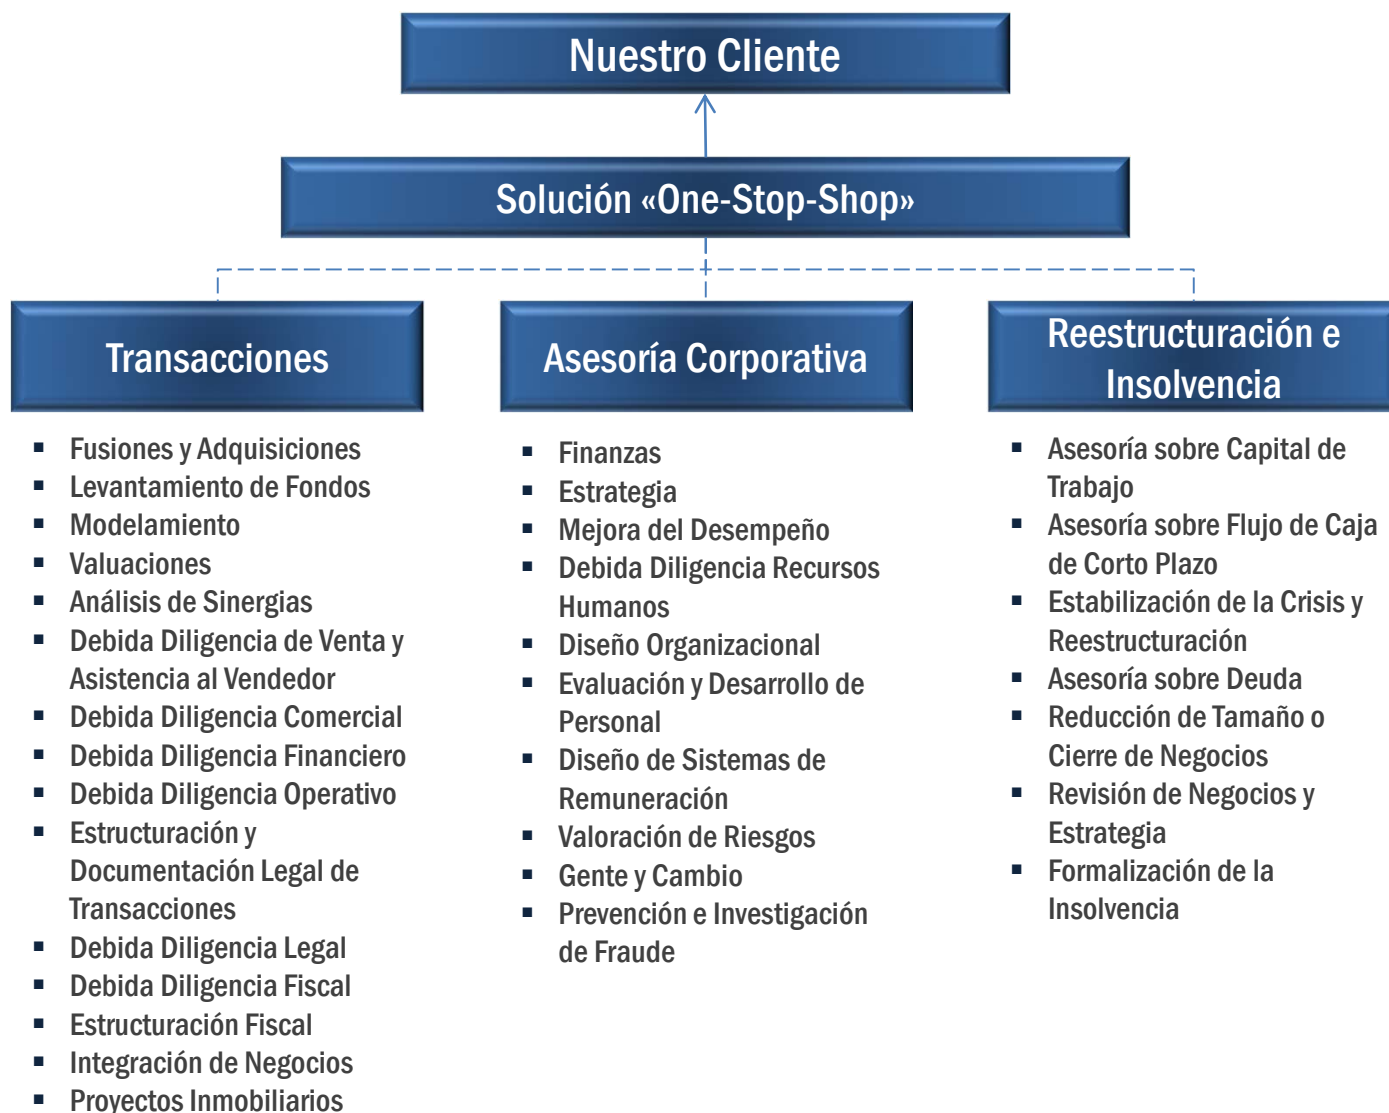 Nuestro Cliente
Solución «One-Stop-Shop»
Transacciones
▪ Fusiones y Adquisiciones
▪ Levantamiento de Fondos
▪ Modelamiento
▪ Valuaciones
▪ Análisis de Sinergias
▪ Debida Diligencia de Venta y
Asistencia al Vendedor
▪ Debida Diligencia Comercial
▪ Debida Diligencia Financiero
▪ Debida Diligencia Operativo
▪ Estructuración y
Documentación Legal de
Transacciones
▪ Debida Diligencia Legal
▪ Debida Diligencia Fiscal
▪ Estructuración Fiscal
▪ Integración de Negocios
▪ Proyectos Inmobiliarios
Asesoría Corporativa
▪ Finanzas
▪ Estrategia
▪ Mejora del Desempeño
▪ Debida Diligencia Recursos
Humanos
▪ Diseño Organizacional
▪ Evaluación y Desarrollo de
Personal
▪ Diseño de Sistemas de
Remuneración
▪ Valoración de Riesgos
▪ Gente y Cambio
▪ Prevención e Investigación
de Fraude
Reestructuración e
Insolvencia
▪ Asesoría sobre Capital de
Trabajo
▪ Asesoría sobre Flujo de Caja
de Corto Plazo
▪ Estabilización de la Crisis y
Reestructuración
▪ Asesoría sobre Deuda
▪ Reducción de Tamaño o
Cierre de Negocios
▪ Revisión de Negocios y
Estrategia
▪ Formalización de la
Insolvencia